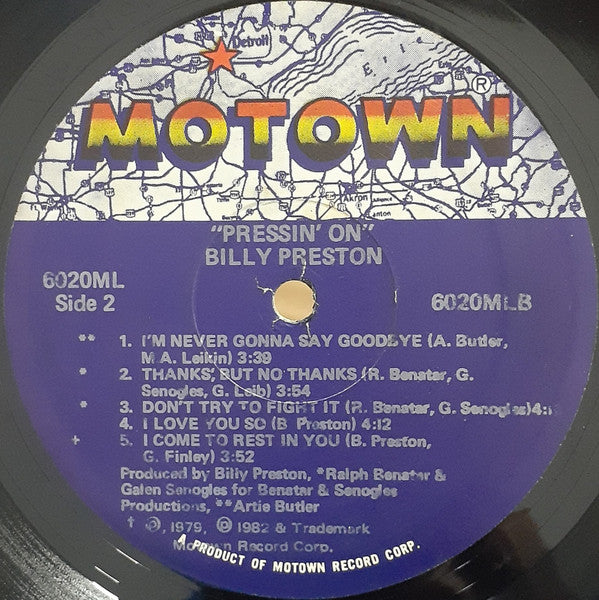 Detroit
Erie
MOTOWN®
Akron
"PRESSIN' ON"
BILLY PRESTON
6020ML
Side 2
6020MLB
** 1. I'M NEVER GONNA SAY GOODBYE (A. Butler,
M.A. Leikin) 3:39
* 2. THANKS, BUT NO THANKS (R. Benatar, G.
Senogles, G. Leib) 3:54
* 3. DON'T TRY TO FIGHT IT (R. Benatar, G. Senogles)
4. I LOVE YOU SO (B. Preston) 4:12
+ 5. I COME TO REST IN YOU (B. Preston,
G. Finley) 3:52
Produced by Billy Preston, *Ralph Benatar &
Galen Senogles for Benatar & Senogles
Productions, **Artie Butler
† ℗, 1979, ℗ 1982 & Trademark
Motown Record Corp.
A PRODUCT OF MOTOWN RECORD CORP.